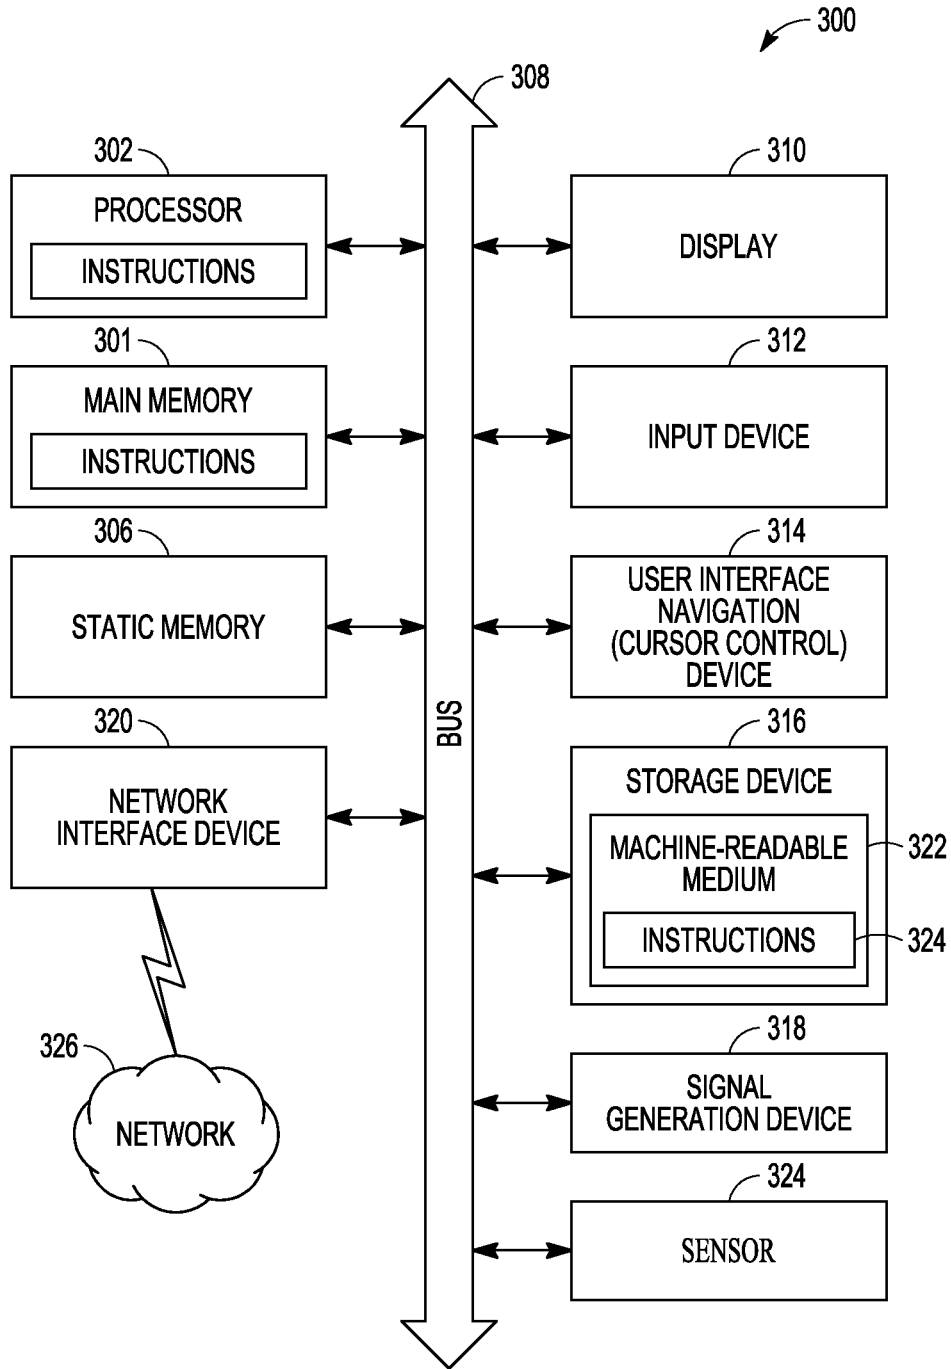 300
308
302
PROCESSOR
INSTRUCTIONS
301
MAIN MEMORY
INSTRUCTIONS
306
STATIC MEMORY
320
NETWORK
INTERFACE DEVICE
326
NETWORK
BUS
310
DISPLAY
312
INPUT DEVICE
314
USER INTERFACE
NAVIGATION
(CURSOR CONTROL)
DEVICE
316
STORAGE DEVICE
MACHINE-READABLE
MEDIUM
322
INSTRUCTIONS
324
318
SIGNAL
GENERATION DEVICE
324
SENSOR